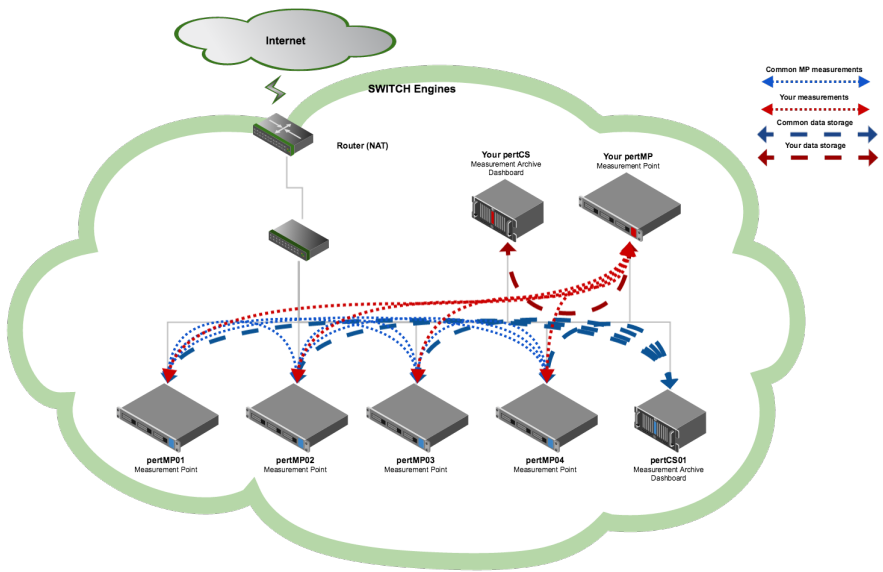 Internet
SWITCH Engines
Router (NAT)
Common MP measurements
Your measurements
Common data storage
Your data storage
Your pertCS
Measurement Archive
Dashboard
Your pertMP
Measurement Point
pertMP01
Measurement Point
pertMP02
Measurement Point
pertMP03
Measurement Point
pertMP04
Measurement Point
pertCS01
Measurement Archive
Dashboard